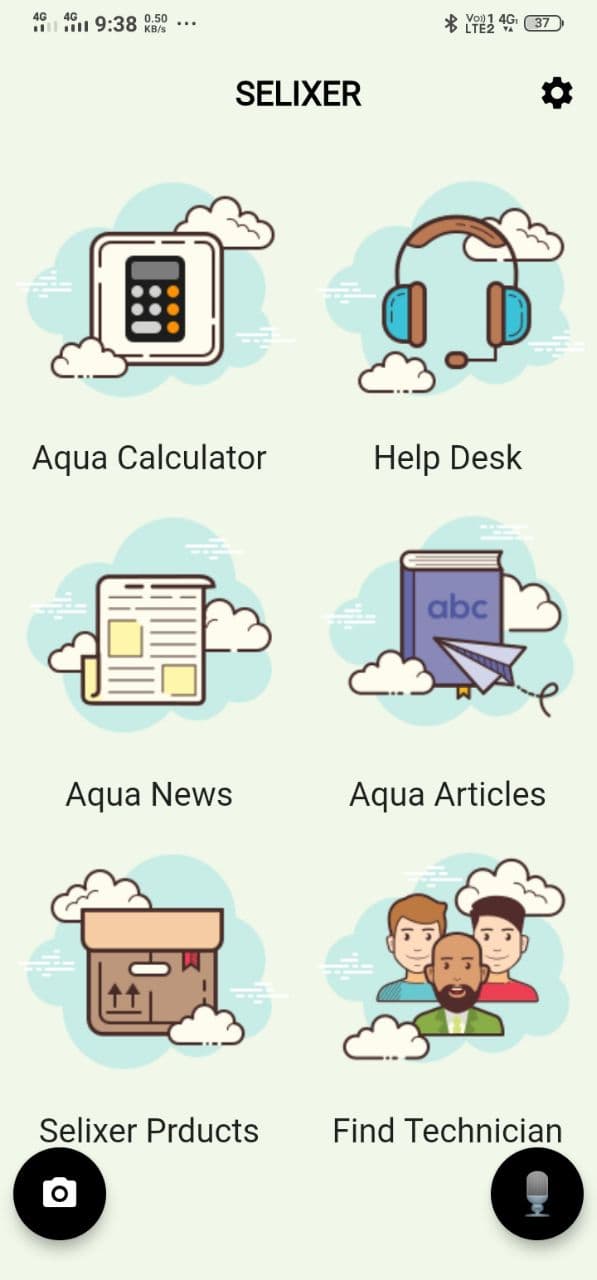 4G 4G 9:38 0.50 KB/s ... Vo)) 1 4G LTE2 37
SELIXER
Aqua Calculator Help Desk
abc
Aqua News Aqua Articles
Selixer Prducts Find Technician